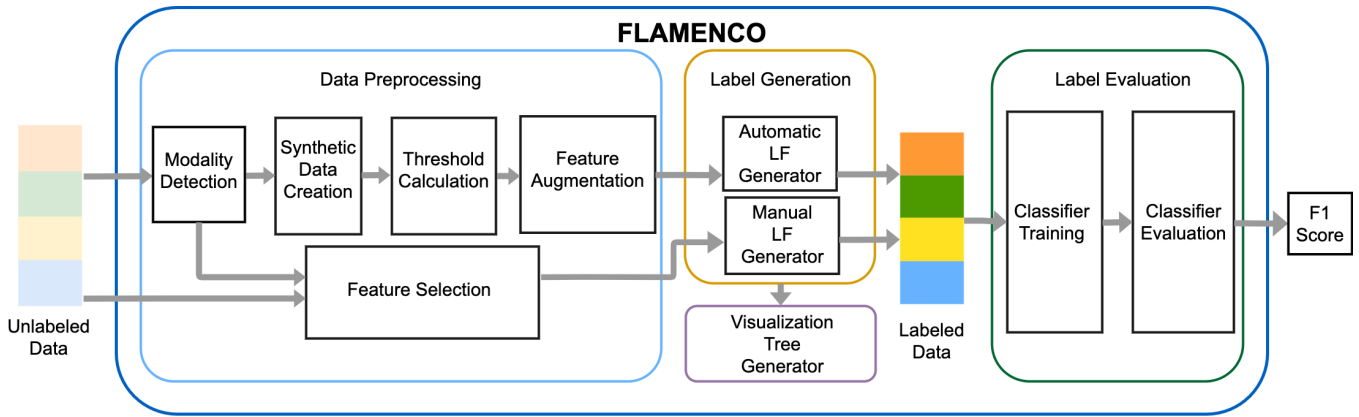 FLAMENCO
Data Preprocessing
Label Generation
Label Evaluation
Modality
Detection
Synthetic
Data
Creation
Threshold
Calculation
Feature
Augmentation
Automatic
LF
Generator
Manual
LF
Generator
Classifier
Training
Classifier
Evaluation
F1
Score
Feature Selection
Unlabeled
Data
Visualization
Tree
Generator
Labeled
Data